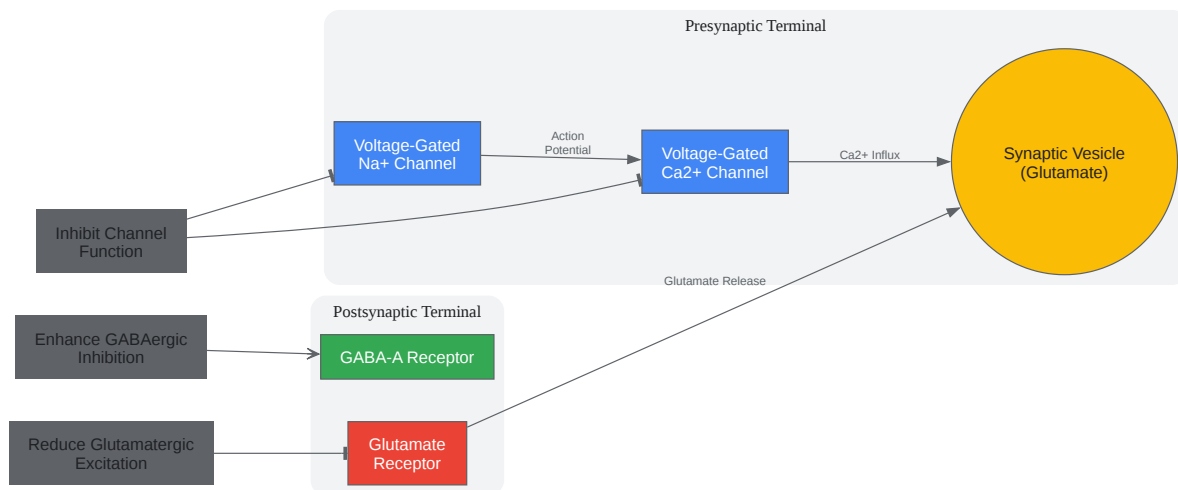 Presynaptic Terminal
Voltage-Gated
Na+ Channel
Action
Potential
Voltage-Gated
Ca2+ Channel
Ca2+ Influx
Synaptic Vesicle
(Glutamate)
Inhibit Channel
Function
Glutamate Release
Postsynaptic Terminal
Enhance GABAergic
Inhibition
GABA-A Receptor
Reduce Glutamatergic
Excitation
Glutamate
Receptor